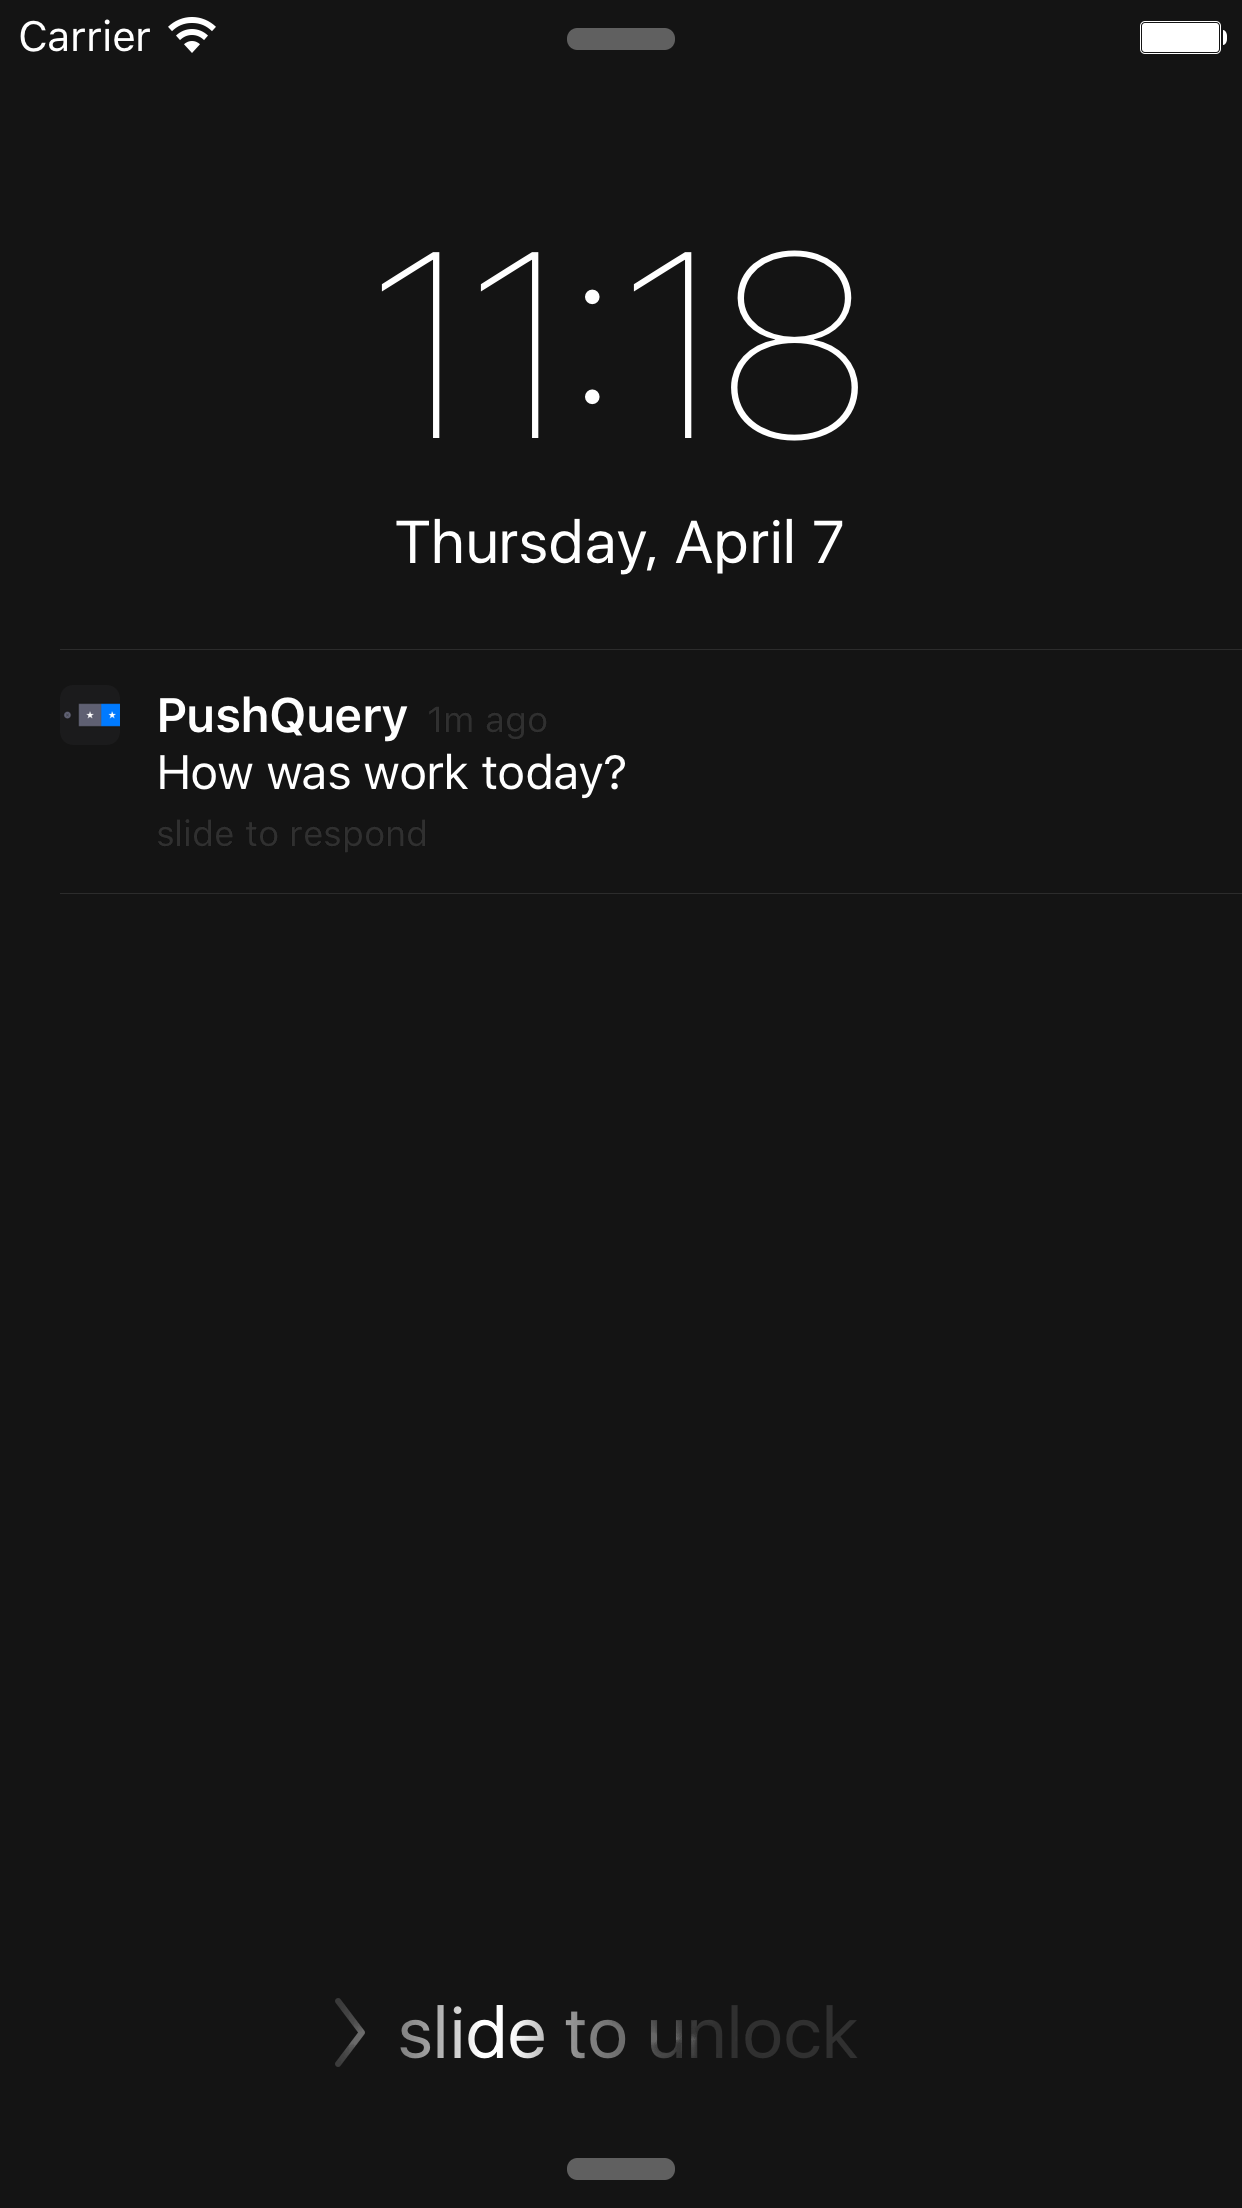 Carrier
11:18
Thursday, April 7
PushQuery 1m ago
How was work today?
slide to respond
slide to unlock